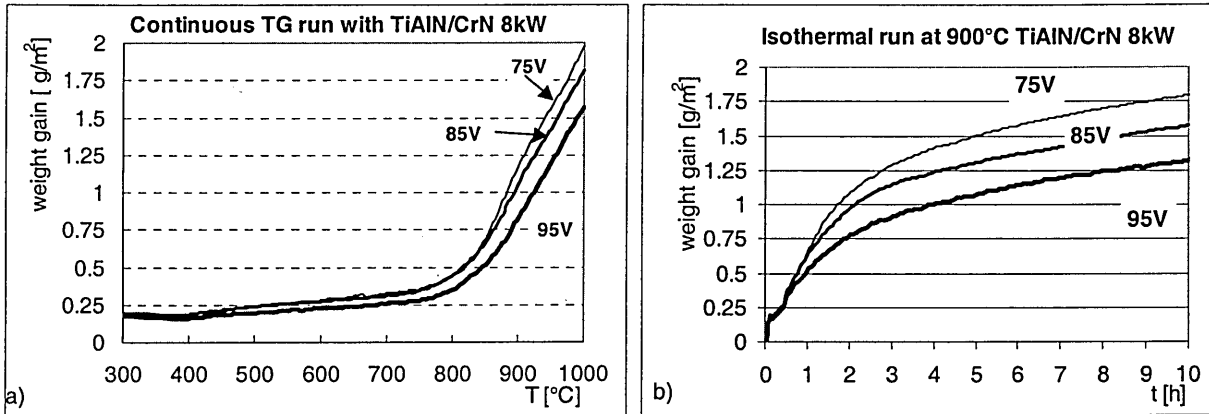 Continuous TG run with TiAlN/CrN 8kW
weight gain [ g/m²]
2
1.75
1.5
1.25
1
0.75
0.5
0.25
0
75V
85V
95V
300 400 500 600 700 800 900 1000
T [°C]
a)
Isothermal run at 900°C TiAlN/CrN 8kW
weight gain [g/m²]
2
1.75
1.5
1.25
1
0.75
0.5
0.25
0
75V
85V
95V
0 1 2 3 4 5 6 7 8 9 10
t [h]
b)